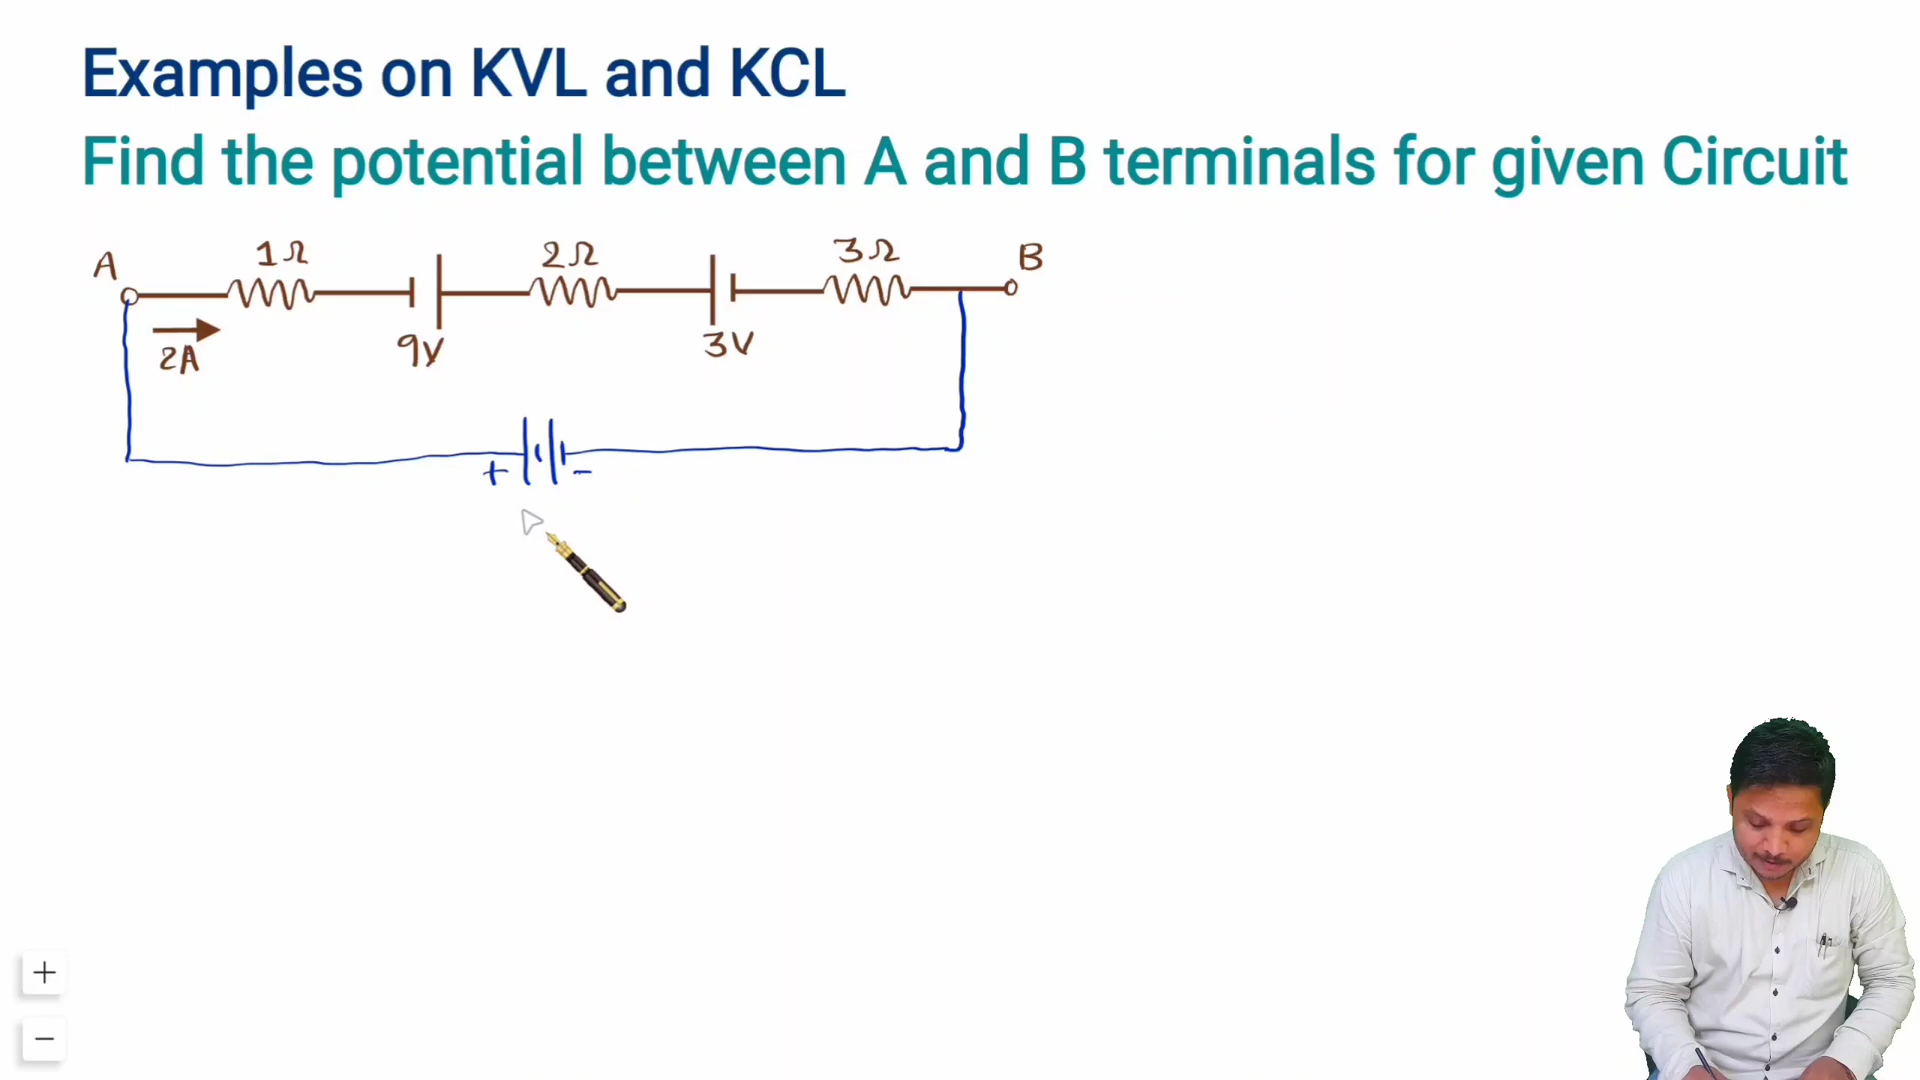 Examples on KVL and KCL
Find the potential between A and B terminals for given Circuit
A 1Ω 2Ω 3Ω B
2A 9V 3V
+ -
+
−